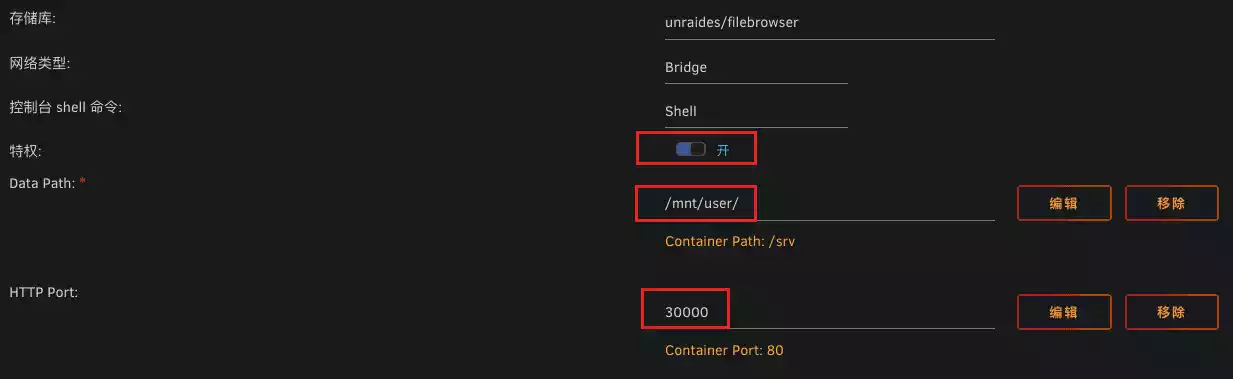 存储库: unraides/filebrowser
网络类型: Bridge
控制台 shell 命令: Shell
特权: 开
Data Path: * /mnt/user/ 编辑 移除
Container Path: /srv
HTTP Port: 30000 编辑 移除
Container Port: 80